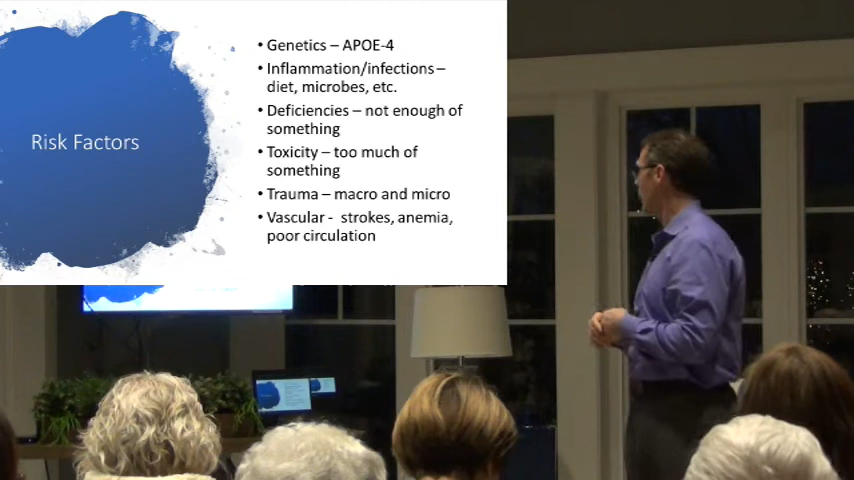 Risk Factors
• Genetics – APOE-4
• Inflammation/infections –
diet, microbes, etc.
• Deficiencies – not enough of
something
• Toxicity – too much of
something
• Trauma – macro and micro
• Vascular -  strokes, anemia,
poor circulation